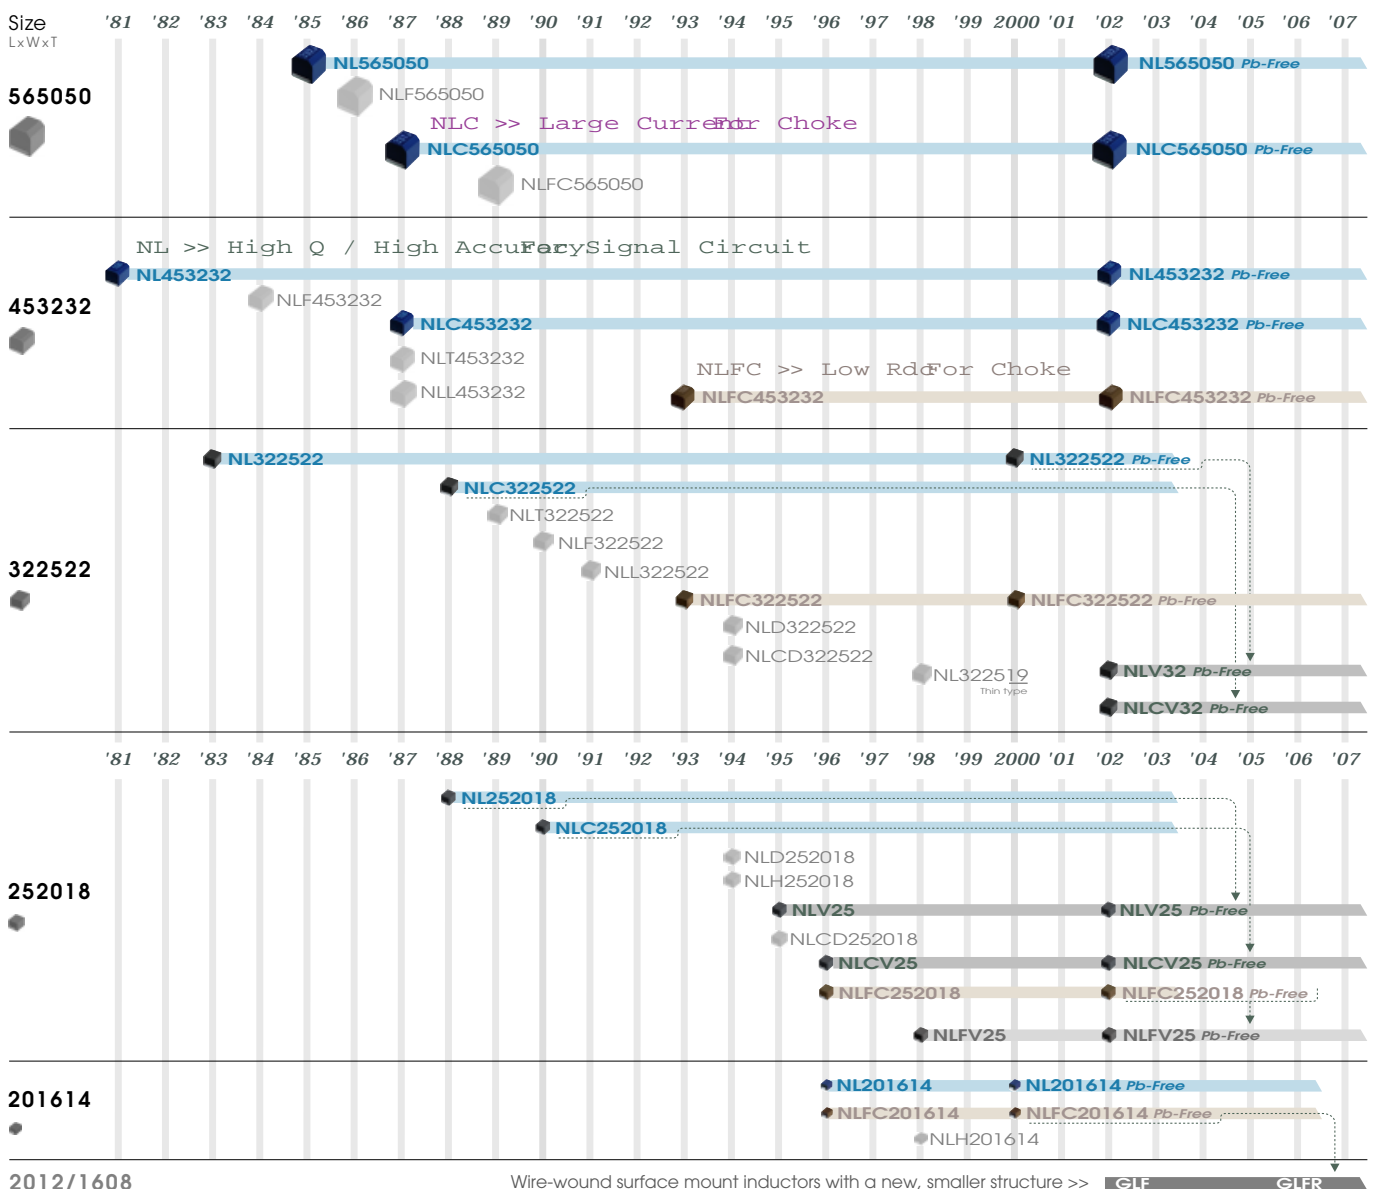 Size '81 '82 '83 '84 '85 '86 '87 '88 '89 '90 '91 '92 '93 '94 '95 '96 '97 '98 '99 2000 '01 '02 '03 '04 '05 '06 '07
LxWxT
NL565050 NL565050 Pb-Free
565050
NLF565050
NLC >> Large Current For Choke
NLC565050 NLC565050 Pb-Free
NLFC565050
NL >> High Q / High Accuracy For Signal Circuit
NL453232 NL453232 Pb-Free
NLF453232
453232
NLC453232 NLC453232 Pb-Free
NLT453232
NLFC >> Low Rdc For Choke
NLL453232
NLFC453232 NLFC453232 Pb-Free
NL322522 NL322522 Pb-Free
NLC322522
NLT322522
NLF322522
322522
NLL322522
NLFC322522 NLFC322522 Pb-Free
NLD322522
NLCD322522
NL322519
Thin type
NLV32 Pb-Free
NLCV32 Pb-Free
'81 '82 '83 '84 '85 '86 '87 '88 '89 '90 '91 '92 '93 '94 '95 '96 '97 '98 '99 2000 '01 '02 '03 '04 '05 '06 '07
NL252018
NLC252018
NLD252018
NLH252018
252018
NLV25 NLV25 Pb-Free
NLCD252018
NLCV25 NLCV25 Pb-Free
NLFC252018 NLFC252018 Pb-Free
NLFV25 NLFV25 Pb-Free
NL201614 NL201614 Pb-Free
201614
NLFC201614 NLFC201614 Pb-Free
NLH201614
2012/1608 Wire-wound surface mount inductors with a new, smaller structure >> GLF GLFR